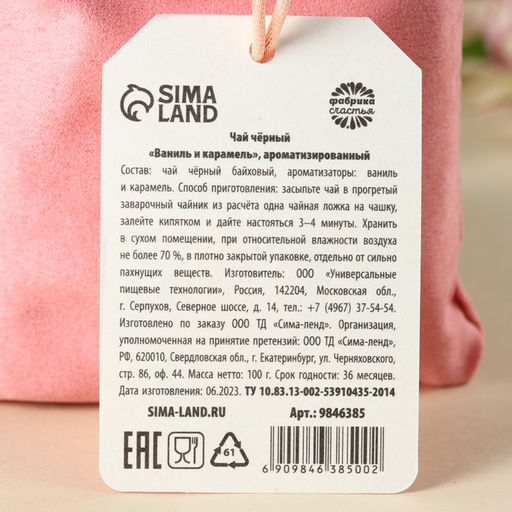 SIMA
LAND
фабрика
счастья
Чай чёрный
«Ваниль и карамель», ароматизированный
Состав: чай чёрный байховый, ароматизаторы: ваниль
и карамель. Способ приготовления: засыпьте чай в прогретый
заварочный чайник из расчёта одна чайная ложка на чашку,
залейте кипятком и дайте настояться 3–4 минуты. Хранить
в сухом помещении, при относительной влажности воздуха
не более 70 %, в плотно закрытой упаковке, отдельно от сильно
пахнущих веществ. Изготовитель: ООО «Универсальные
пищевые технологии», Россия, 142204, Московская обл.,
г. Серпухов, Северное шоссе, д. 14, тел.: +7 (4967) 37-54-54.
Изготовлено по заказу ООО ТД «Сима-ленд». Организация,
уполномоченная на принятие претензий: ООО ТД «Сима-ленд»,
РФ, 620010, Свердловская обл., г. Екатеринбург, ул. Черняховского,
стр. 86, оф. 44. Масса нетто: 100 г. Срок годности: 36 месяцев.
Дата изготовления: 06.2023. ТУ 10.83.13-002-53910435-2014
SIMA-LAND.RU Арт.: 9846385
EAC 61 6 909846 385002